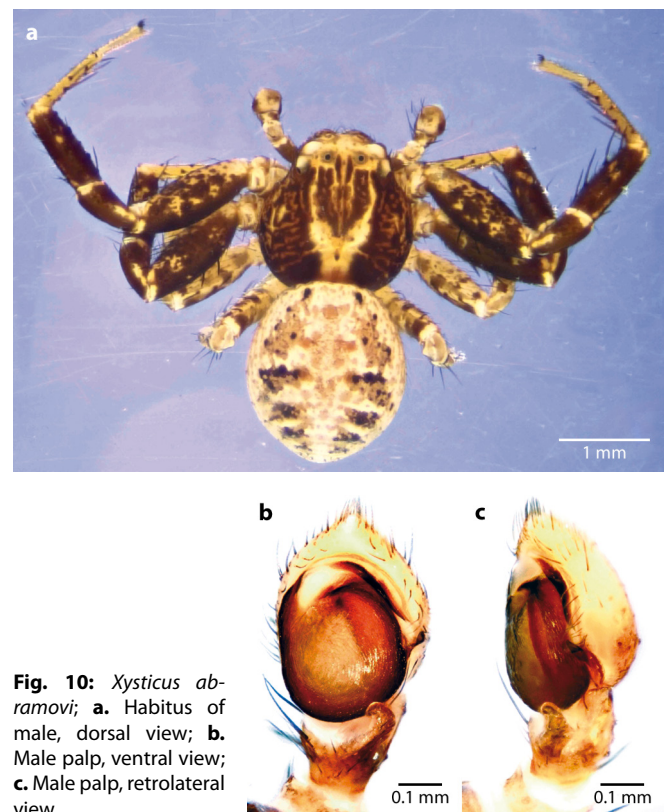 a
1 mm
b
c
Fig. 10: Xysticus ab-
ramovi; a. Habitus of
male, dorsal view; b.
Male palp, ventral view;
c. Male palp, retrolateral
view
0.1 mm
0.1 mm